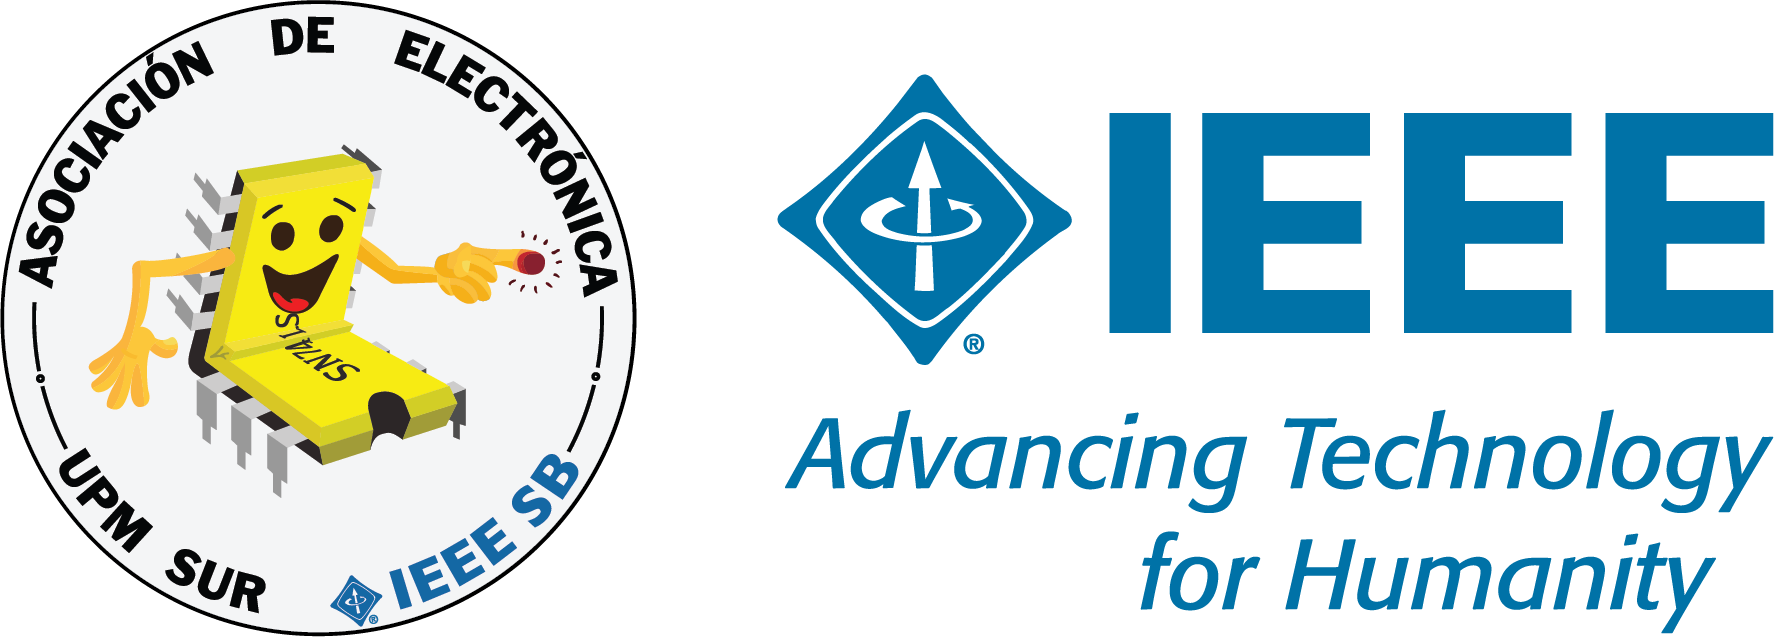 ASOCIACIÓN DE ELECTRÓNICA
SN74LS
UPM SUR
IEEE SB
®
IEEE
®
Advancing Technology
for Humanity